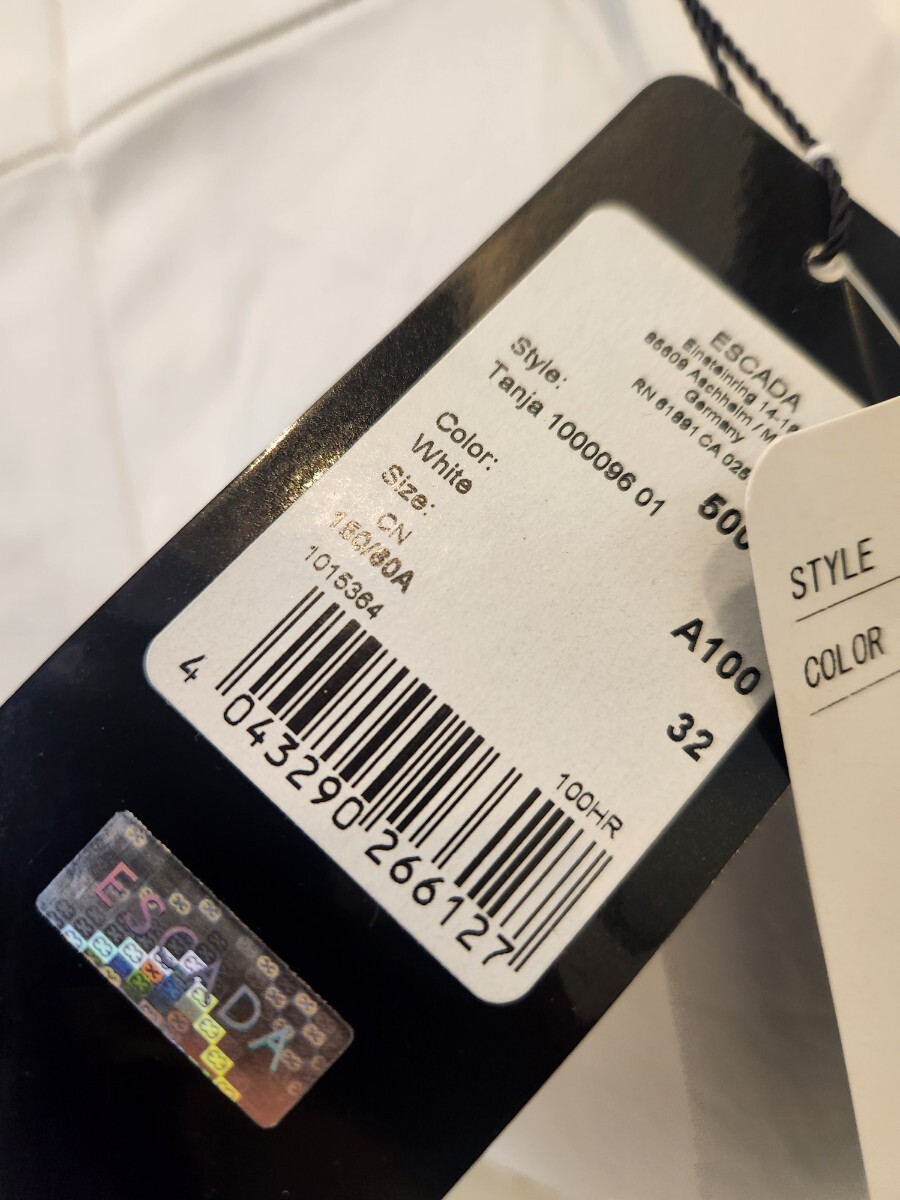 ESCADA
Einsteinring 14-18
85609 Aschheim / M
Germany
RN 61991 CA 025
Style:
Tanja 1000096 01
500
Color:
White
A100
Size:
CN
32
1015364
100HR
4 043290 266127
ESCADA
STYLE
COLOR